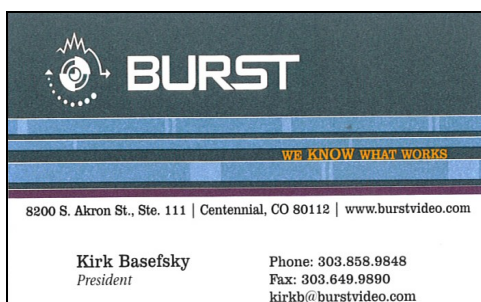 BURST
WE KNOW WHAT WORKS
8200 S. Akron St., Ste. 111 | Centennial, CO 80112 | www.burstvideo.com
Kirk Basefsky
President
Phone: 303.858.9848
Fax: 303.649.9890
kirkb@burstvideo.com